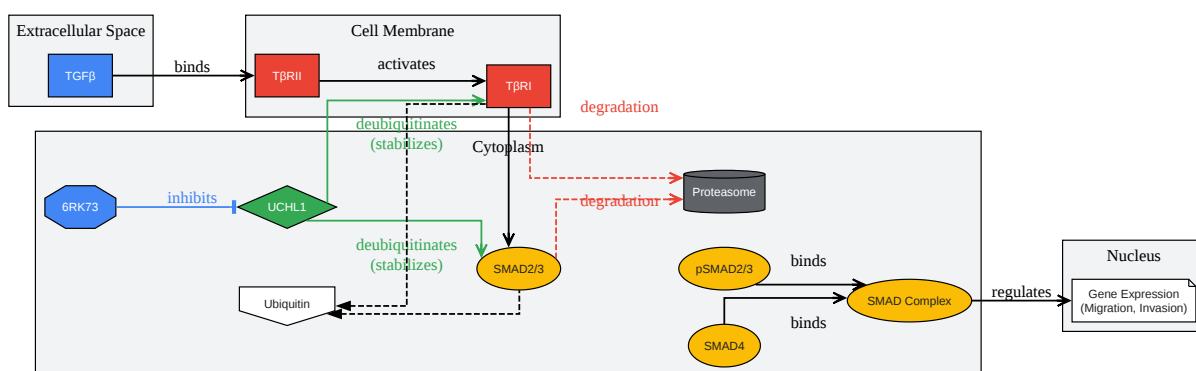 Extracellular Space
Cell Membrane
TGFβ
binds
TβRII
activates
TβRI
degradation
deubiquitinates
(stabilizes)
Cytoplasm
6RK73
inhibits
UCHL1
Proteasome
degradation
deubiquitinates
(stabilizes)
SMAD2/3
pSMAD2/3
binds
Nucleus
Ubiquitin
SMAD Complex
regulates
Gene Expression
(Migration, Invasion)
binds
SMAD4